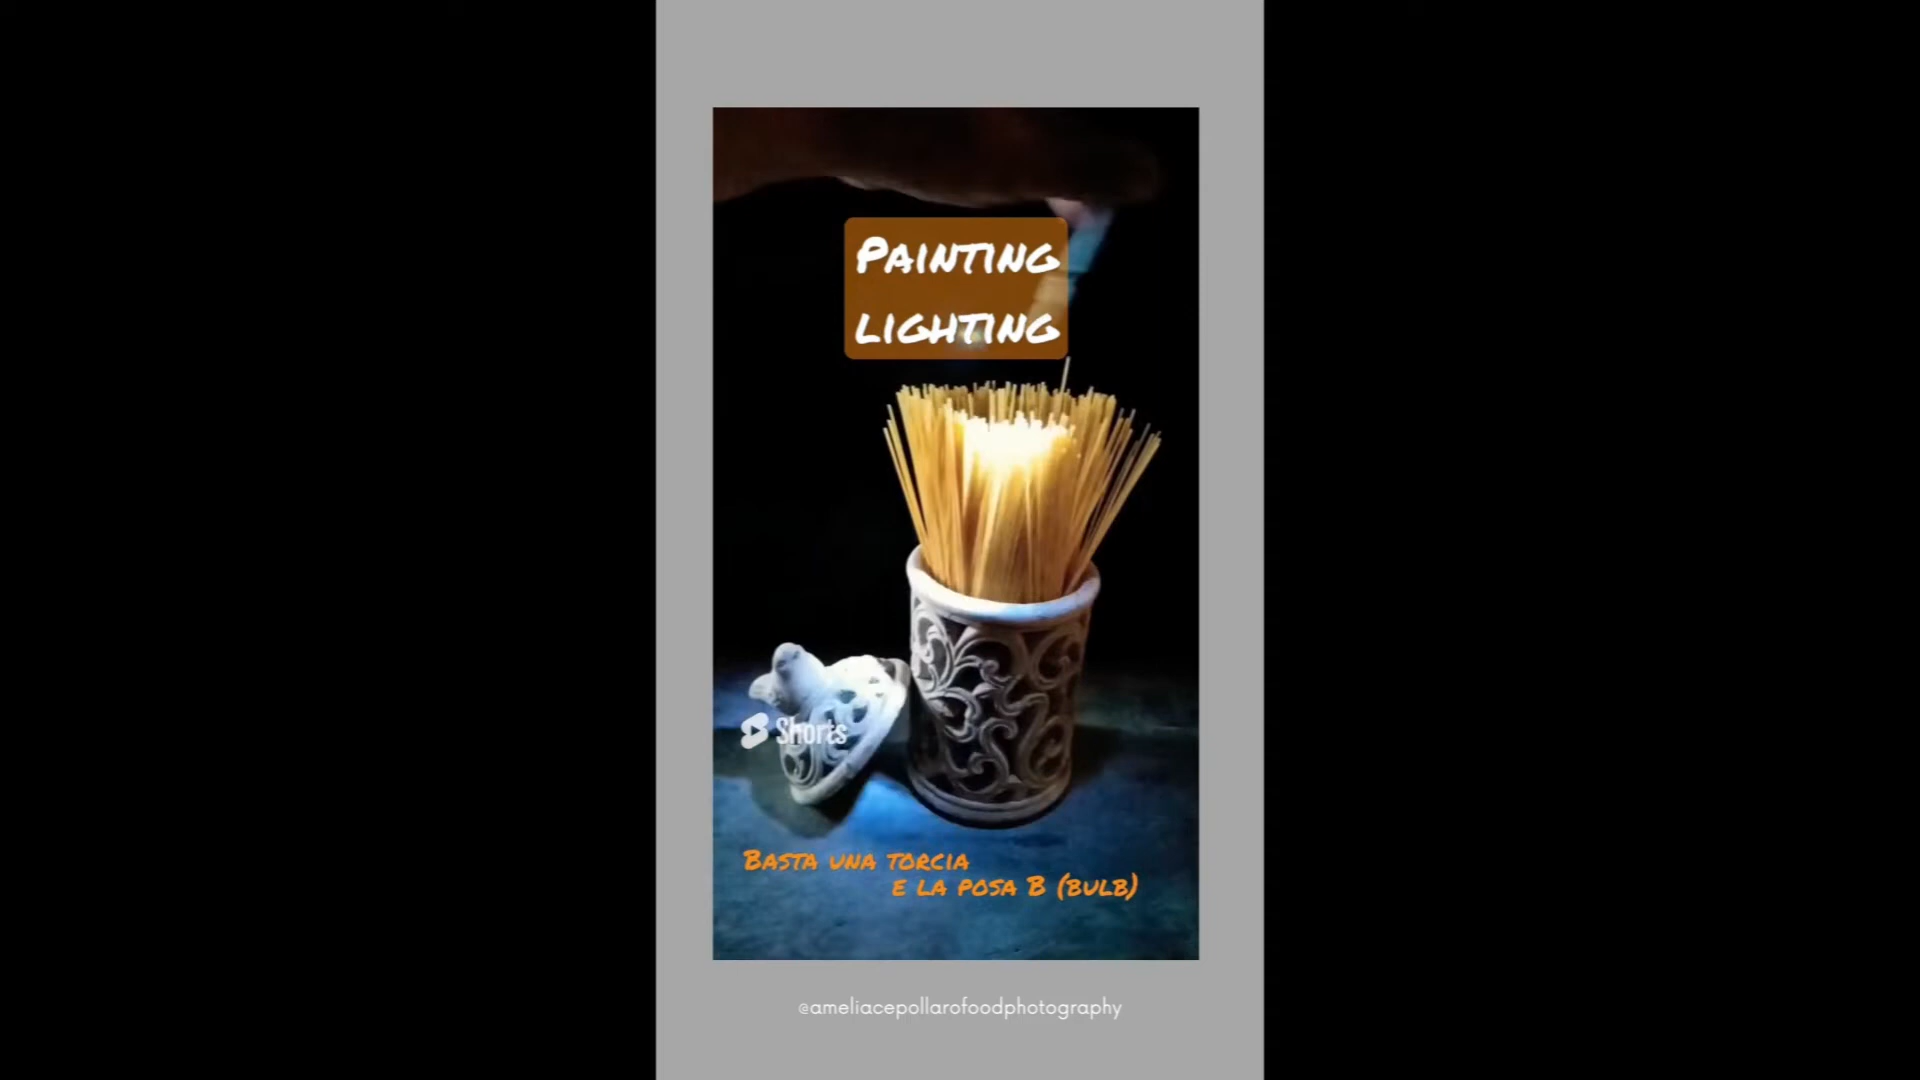 PAINTING
LIGHTING
Shorts
BASTA UNA TORCIA
E LA POSA B (BULB)
@ameliacepollarofoodphotography